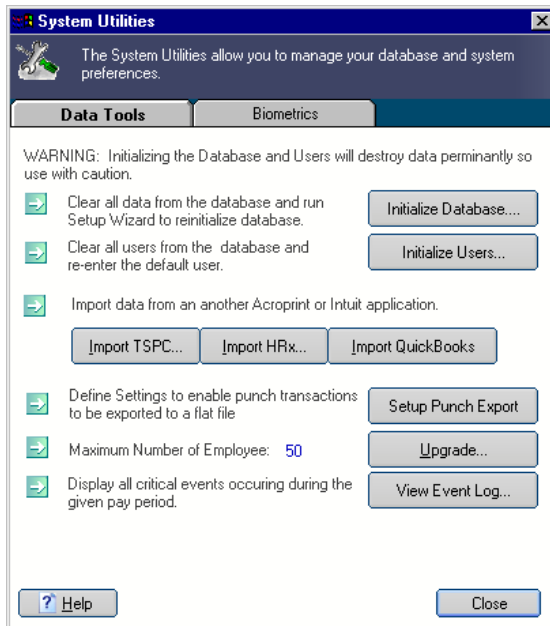 System Utilities
The System Utilities allow you to manage your database and system
preferences.
Data Tools
Biometrics
WARNING: Initializing the Database and Users will destroy data perminantly so
use with caution.
Clear all data from the database and run
Setup Wizard to reinitialize database.
Initialize Database....
Clear all users from the database and
re-enter the default user.
Initialize Users...
Import data from an another Acroprint or Intuit application.
Import TSPC...
Import HRx...
Import QuickBooks
Define Settings to enable punch transactions
to be exported to a flat file
Setup Punch Export
Maximum Number of Employee: 50
Upgrade...
Display all critical events occuring during the
given pay period.
View Event Log...
Help
Close